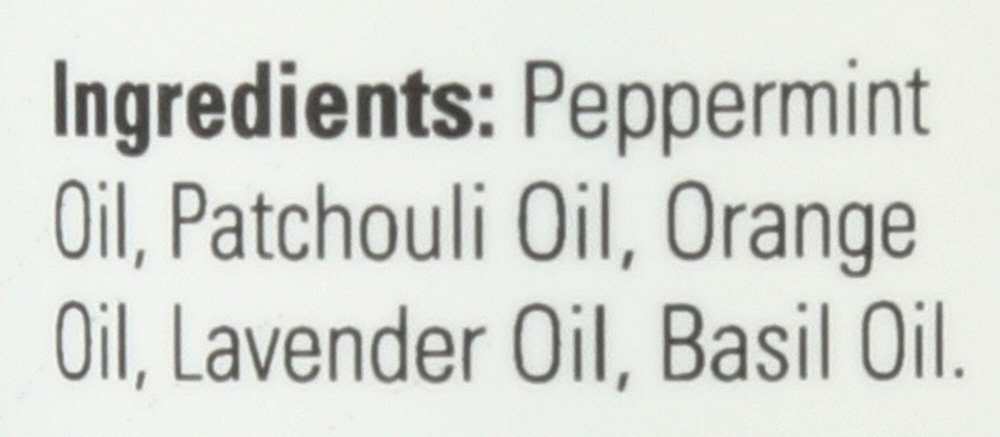 Ingredients: Peppermint
Oil, Patchouli Oil, Orange
Oil, Lavender Oil, Basil Oil.